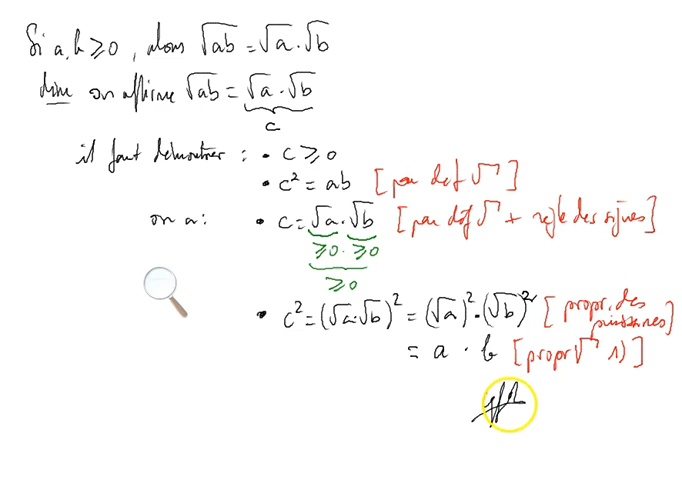 Si a, b ⩾ 0, alors √ab = √a · √b
dém on affirme √ab = √a · √b
c
il faut démontrer : • c ⩾ 0
• c² = ab [par def √ ]
on a : • c = √a · √b [par déf √ + règle des signes]
⩾0 · ⩾0
⩾0
• c² = (√a·√b)² = (√a)² · (√b)² [propr. des puissances]
= a · b [propr √ 1)]